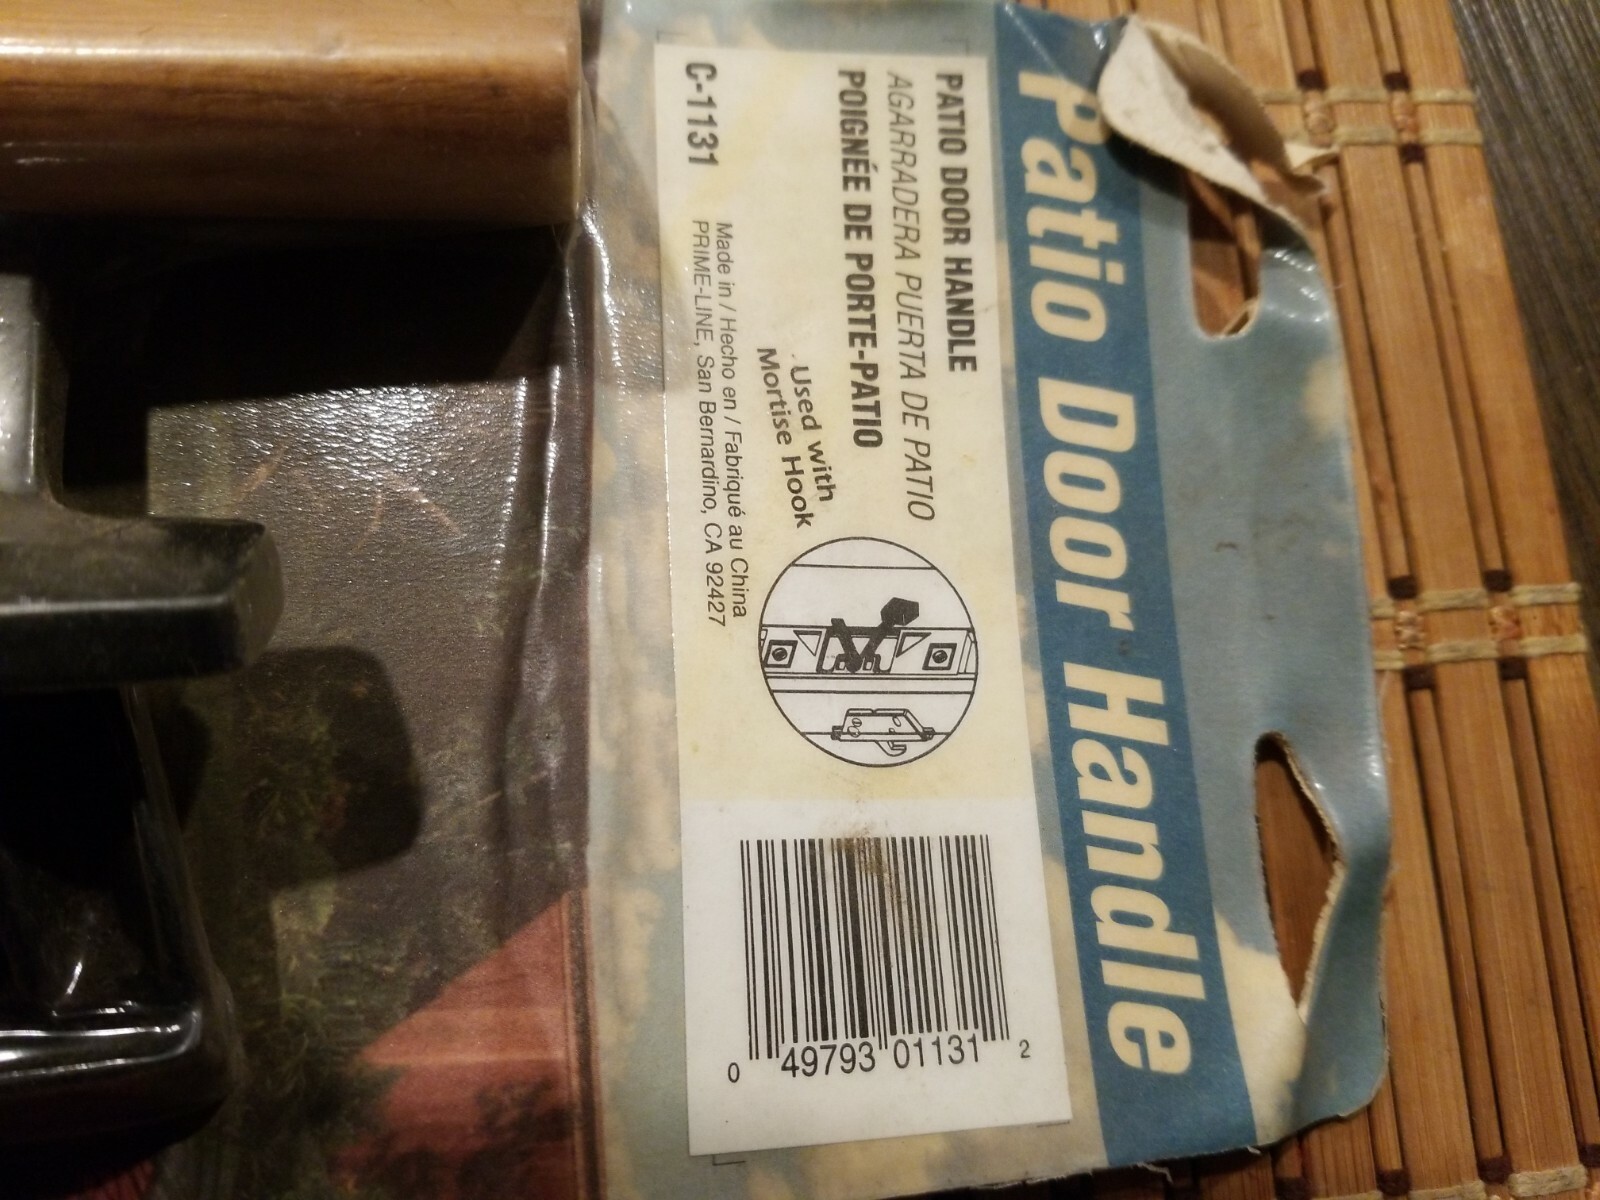 Patio Door Handle
PATIO DOOR HANDLE
AGARRADERA PUERTA DE PATIO
POIGNÉE DE PORTE-PATIO
Used with
Mortise Hook
Made in / Hecho en / Fabriqué au China
C-1131
PRIME-LINE, San Bernardino, CA 92427
0 49793 01131 2